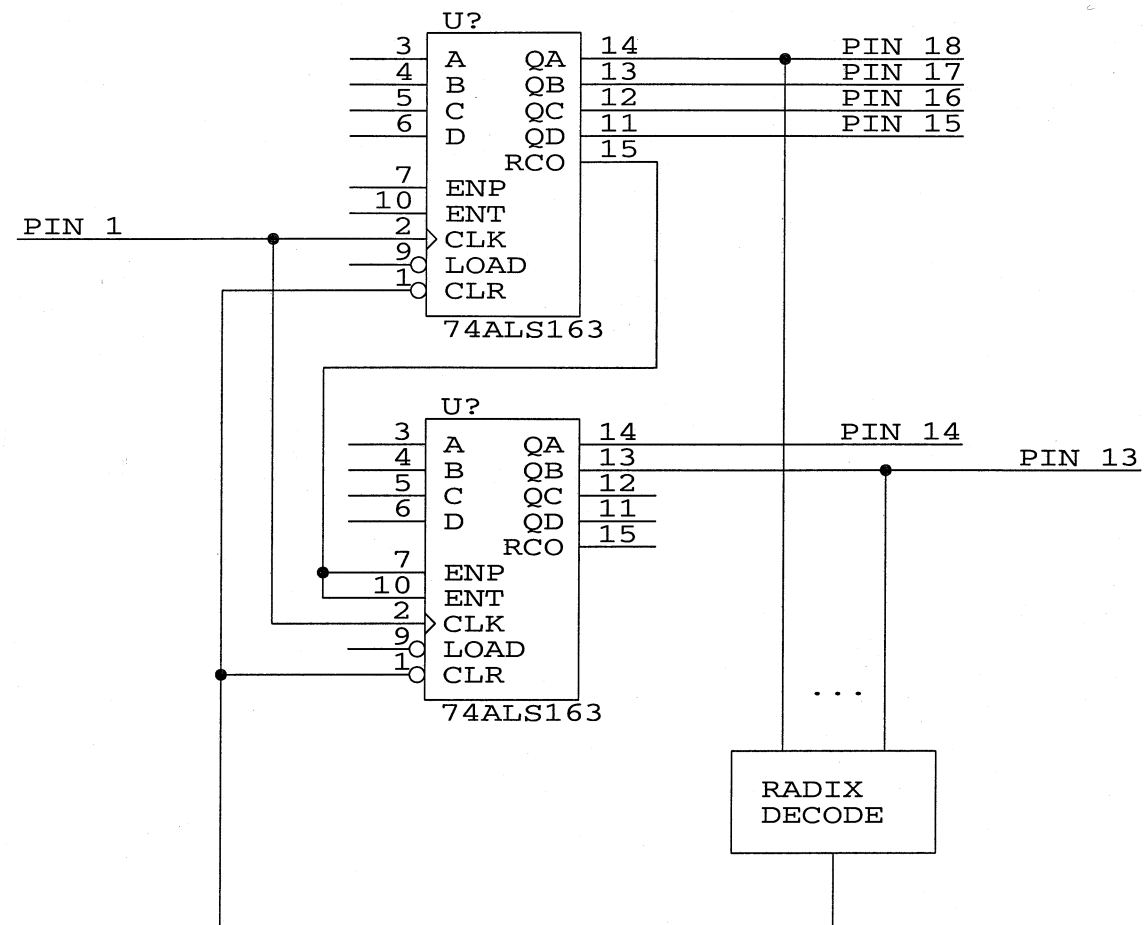 U?
3 A QA 14 PIN 18
4 B QB 13 PIN 17
5 C QC 12 PIN 16
6 D QD 11 PIN 15
RCO 15
7 ENP
10 ENT
PIN 1 2 CLK
9 LOAD
1 CLR
74ALS163
U?
3 A QA 14 PIN 14
4 B QB 13 PIN 13
5 C QC 12
6 D QD 11
RCO 15
7 ENP
10 ENT
2 CLK
9 LOAD
1 CLR
74ALS163
...
RADIX
DECODE